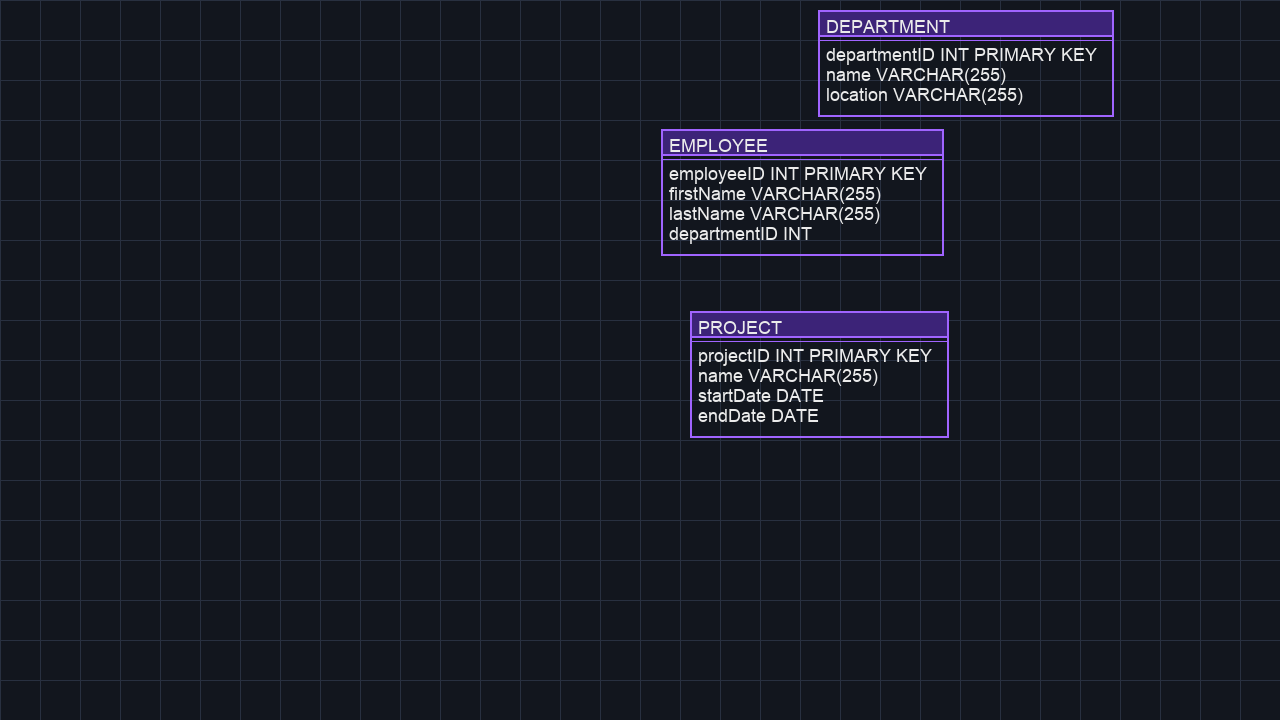 DEPARTMENT
departmentID INT PRIMARY KEY
name VARCHAR(255)
location VARCHAR(255)
EMPLOYEE
employeeID INT PRIMARY KEY
firstName VARCHAR(255)
lastName VARCHAR(255)
departmentID INT
PROJECT
projectID INT PRIMARY KEY
name VARCHAR(255)
startDate DATE
endDate DATE